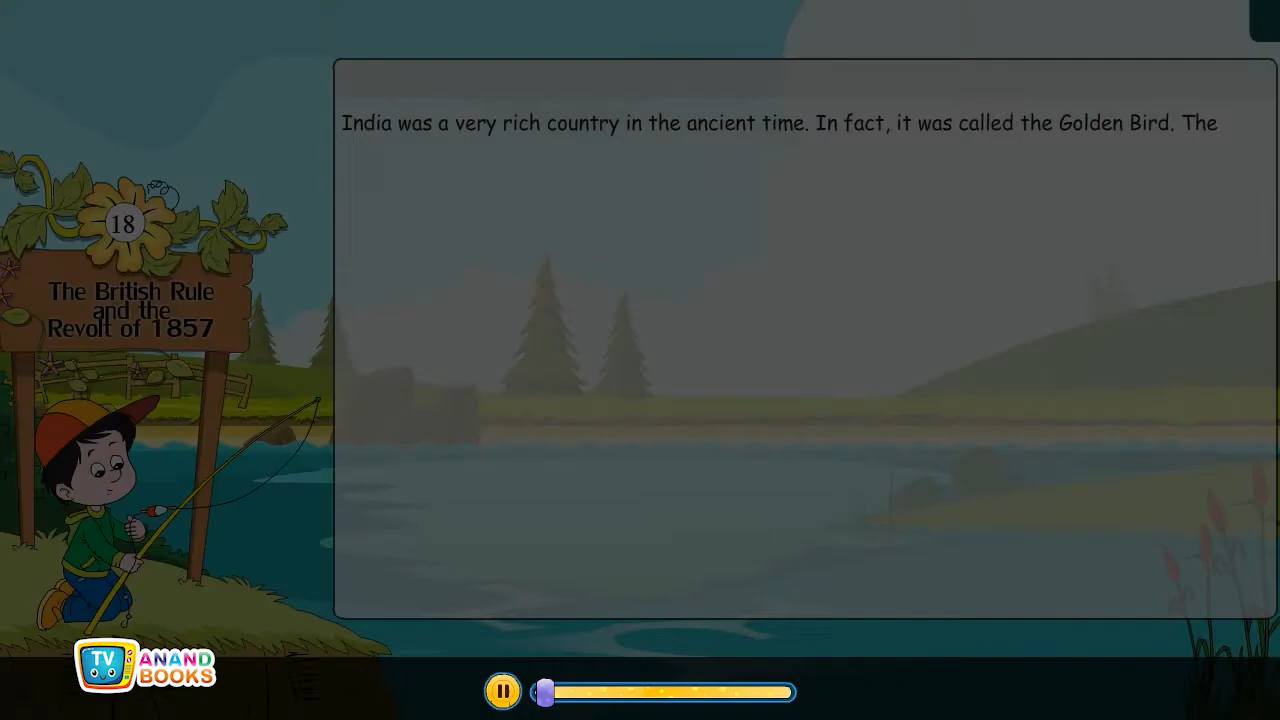 India was a very rich country in the ancient time. In fact, it was called the Golden Bird. The
18
The British Rule
and the
Revolt of 1857
TV
ANAND
BOOKS